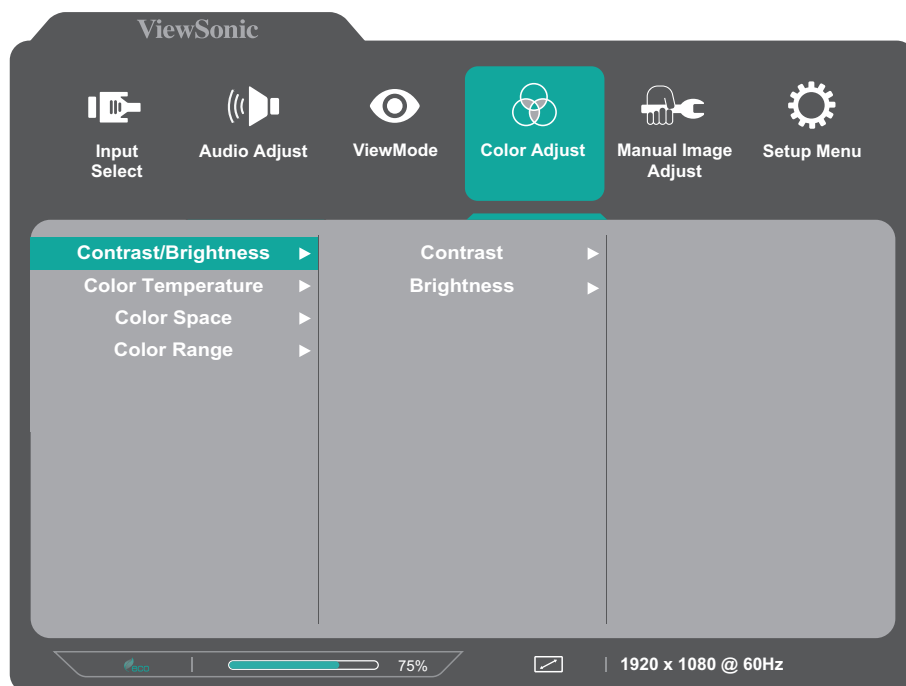 ViewSonic
Input
Select
Audio Adjust
ViewMode
Color Adjust
Manual Image
Adjust
Setup Menu
Contrast/Brightness
Color Temperature
Color Space
Color Range
Contrast
Brightness
ECO
75%
1920 x 1080 @ 60Hz